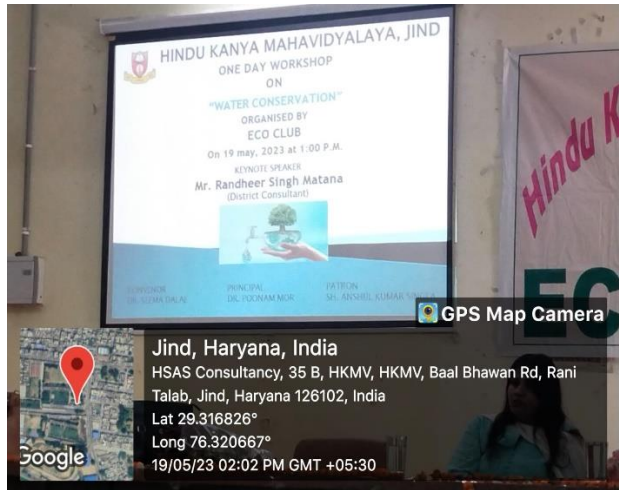 HINDU KANYA MAHAVIDYALAYA, JIND
ONE DAY WORKSHOP
ON
"WATER CONSERVATION"
ORGANISED BY
ECO CLUB
On 19 may, 2023 at 1:00 P.M.
KEYNOTE SPEAKER
Mr. Randheer Singh Matana
(District Consultant)
PRINCIPAL
PATRON
DR. POONAM MOR
SH. ANSHUL KUMAR
Hindu K
EC
GPS Map Camera
Jind, Haryana, India
HSAS Consultancy, 35 B, HKMV, HKMV, Baal Bhawan Rd, Rani
Talab, Jind, Haryana 126102, India
Lat 29.316826°
Long 76.320667°
19/05/23 02:02 PM GMT +05:30
Google